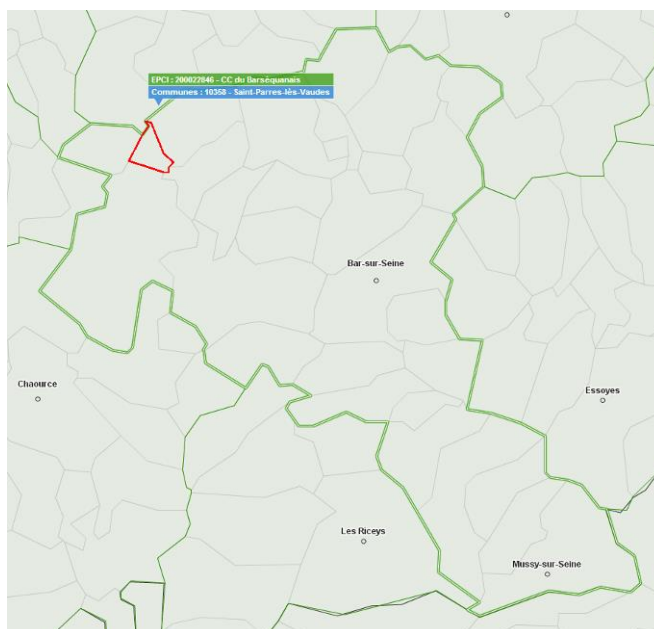 EPCI : 200022846 - CC du Barséquanais
Communes : 10358 - Saint-Parres-lès-Vaudes
Bar-sur-Seine
Chaource
Essoyes
Les Riceys
Mussy-sur-Seine